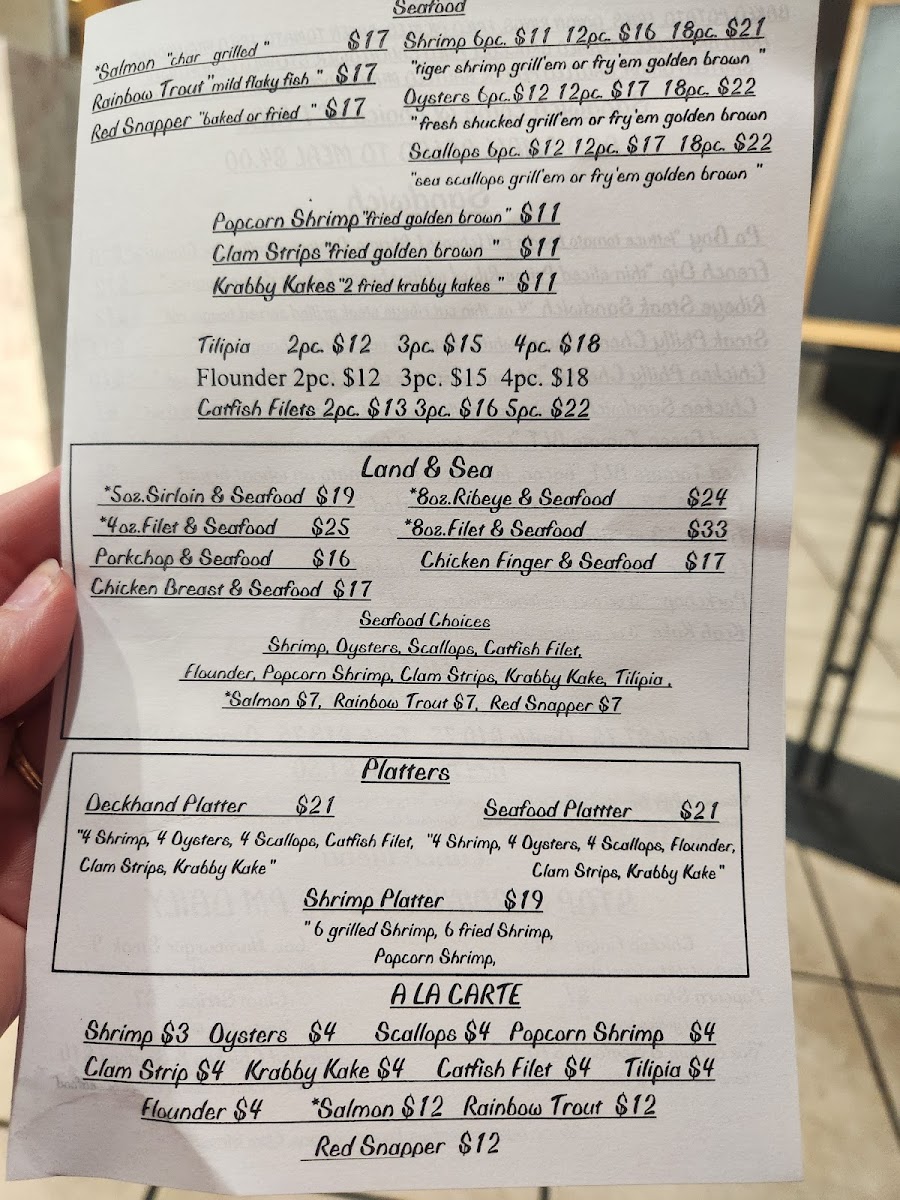 Seafood
*Salmon "char grilled" $17
Rainbow Trout "mild flaky fish" $17
Red Snapper "baked or fried" $17
Shrimp 6pc. $11 12pc. $16 18pc. $21
"tiger shrimp grill'em or fry'em golden brown"
Oysters 6pc. $12 12pc. $17 18pc. $22
"fresh shucked grill'em or fry'em golden brown
Scallops 6pc. $12 12pc. $17 18pc. $22
"sea scallops grill'em or fry'em golden brown"
Popcorn Shrimp "fried golden brown" $11
Clam Strips "fried golden brown" $11
Krabby Kakes "2 fried krabby kakes" $11
Tilipia 2pc. $12 3pc. $15 4pc. $18
Flounder 2pc. $12 3pc. $15 4pc. $18
Catfish Filets 2pc. $13 3pc. $16 5pc. $22
Land & Sea
*5oz.Sirloin & Seafood $19 *8oz.Ribeye & Seafood $24
*4oz.Filet & Seafood $25 *8oz.Filet & Seafood $33
Porkchop & Seafood $16 Chicken Finger & Seafood $17
Chicken Breast & Seafood $17
Seafood Choices
Shrimp, Oysters, Scallops, Catfish Filet,
Flounder, Popcorn Shrimp, Clam Strips, Krabby Kake, Tilipia,
*Salmon $7, Rainbow Trout $7, Red Snapper $7
Platters
Deckhand Platter $21
"4 Shrimp, 4 Oysters, 4 Scallops, Catfish Filet,
Clam Strips, Krabby Kake"
Seafood Plattter $21
"4 Shrimp, 4 Oysters, 4 Scallops, Flounder,
Clam Strips, Krabby Kake"
Shrimp Platter $19
"6 grilled Shrimp, 6 fried Shrimp,
Popcorn Shrimp,
A LA CARTE
Shrimp $3 Oysters $4 Scallops $4 Popcorn Shrimp $4
Clam Strip $4 Krabby Kake $4 Catfish Filet $4 Tilipia $4
Flounder $4 *Salmon $12 Rainbow Trout $12
Red Snapper $12